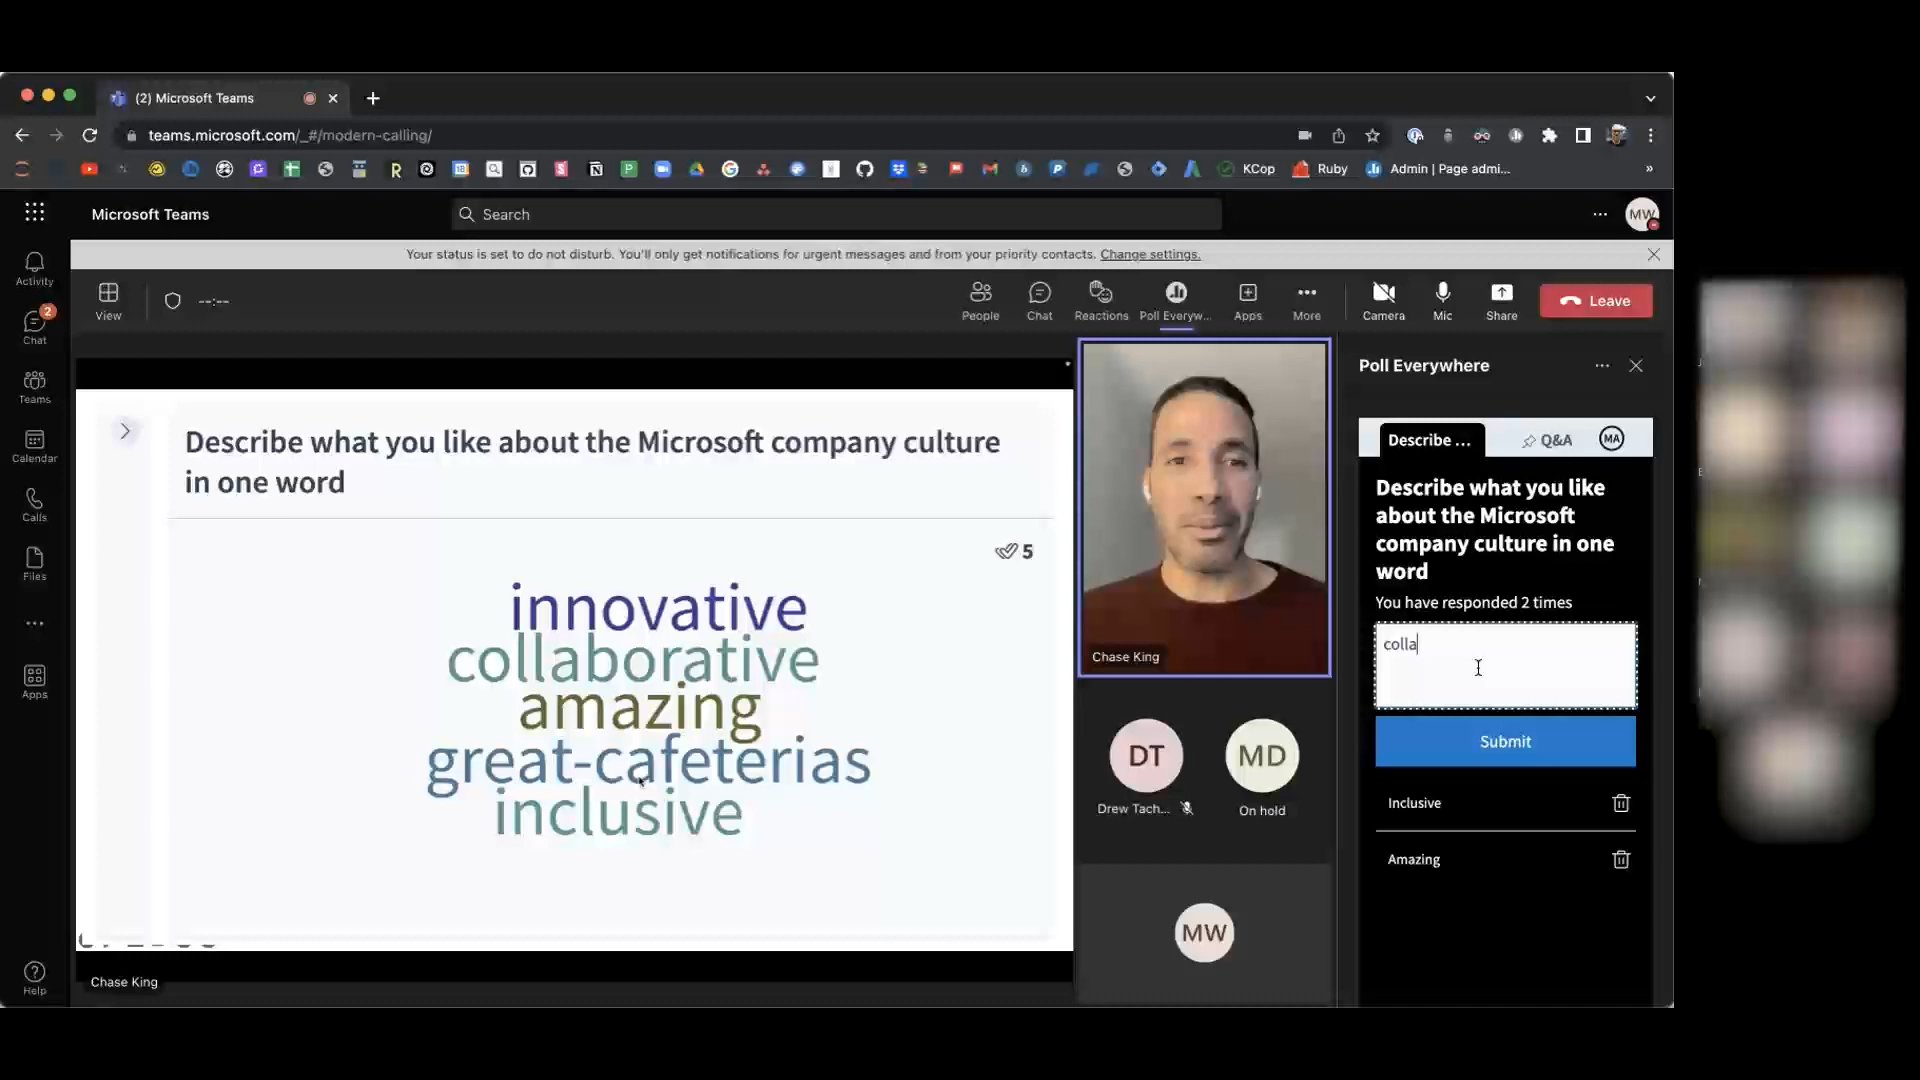 (2) Microsoft Teams
teams.microsoft.com/_#/modern-calling/
KCop
Ruby
Admin | Page admi...
»
Microsoft Teams
Search
MW
Your status is set to do not disturb. You'll only get notifications for urgent messages and from your priority contacts. Change settings.
Activity
2
Chat
Teams
Calendar
Calls
Files
Apps
Help
View
--:--
People
Chat
Reactions
Poll Everyw...
Apps
More
Camera
Mic
Share
Leave
Describe what you like about the Microsoft company culture
in one word
5
innovative
collaborative
amazing
great-cafeterias
inclusive
Chase King
Chase King
DT
Drew Tach...
MD
On hold
MW
Poll Everywhere
Describe ...
Q&A
MA
Describe what you like
about the Microsoft
company culture in one
word
You have responded 2 times
colla
Submit
Inclusive
Amazing